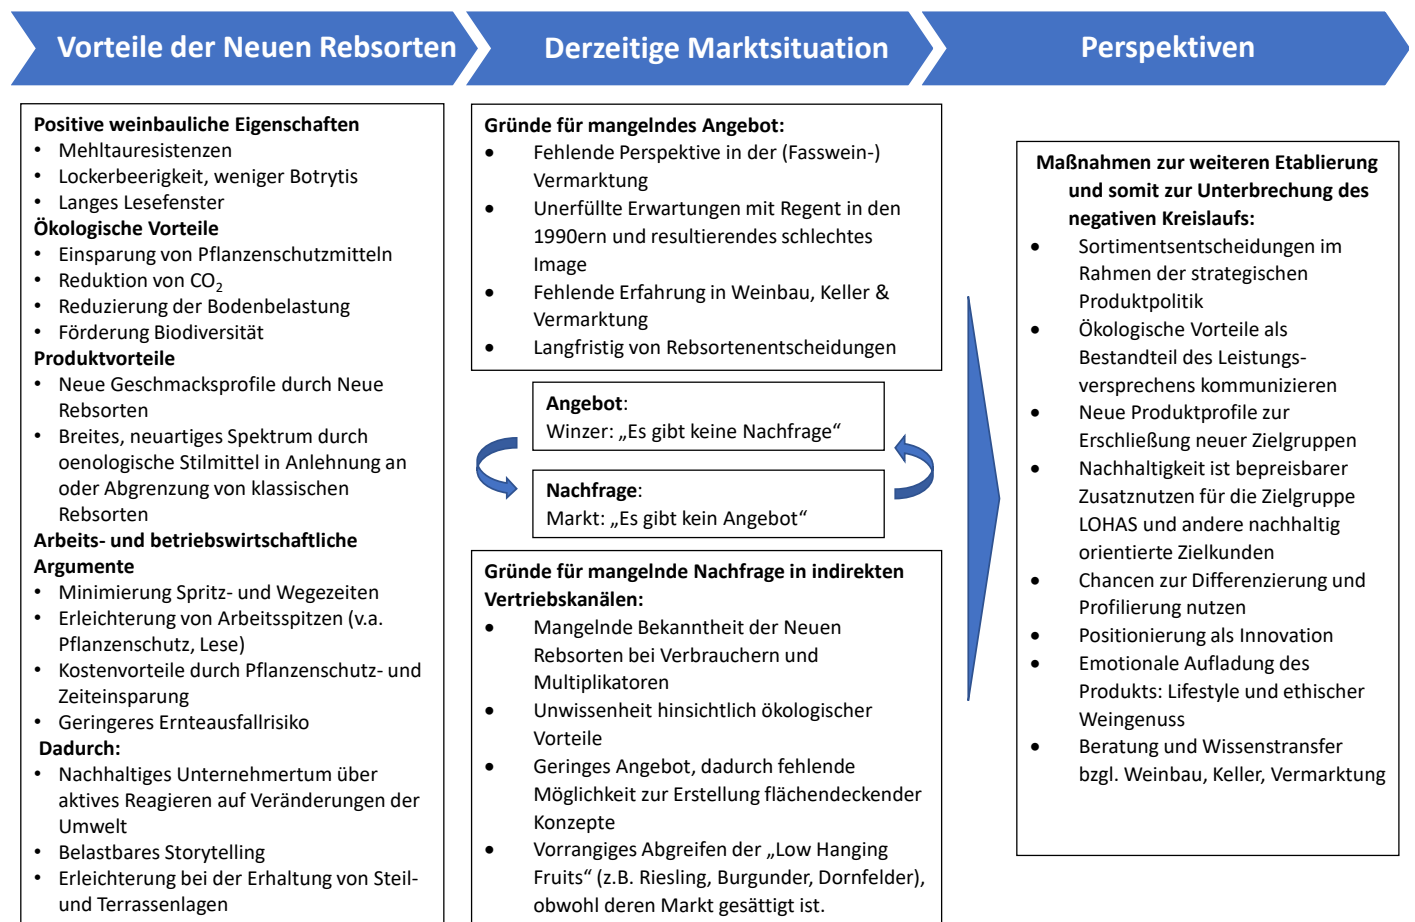 Vorteile der Neuen Rebsorten
Derzeitige Marktsituation
Perspektiven
Positive weinbauliche Eigenschaften
• Mehltauresistenzen
• Lockerbeerigkeit, weniger Botrytis
• Langes Lesefenster
Ökologische Vorteile
• Einsparung von Pflanzenschutzmitteln
• Reduktion von CO₂
• Reduzierung der Bodenbelastung
• Förderung Biodiversität
Produktvorteile
• Neue Geschmacksprofile durch Neue
Rebsorten
• Breites, neuartiges Spektrum durch
oenologische Stilmittel in Anlehnung an
oder Abgrenzung von klassischen
Rebsorten
Arbeits- und betriebswirtschaftliche
Argumente
• Minimierung Spritz- und Wegezeiten
• Erleichterung von Arbeitsspitzen (v.a.
Pflanzenschutz, Lese)
• Kostenvorteile durch Pflanzenschutz- und
Zeiteinsparung
• Geringeres Ernteausfallrisiko
Dadurch:
• Nachhaltiges Unternehmertum über
aktives Reagieren auf Veränderungen der
Umwelt
• Belastbares Storytelling
• Erleichterung bei der Erhaltung von Steil-
und Terrassenlagen
Gründe für mangelndes Angebot:
• Fehlende Perspektive in der (Fasswein-)
Vermarktung
• Unerfüllte Erwartungen mit Regent in den
1990ern und resultierendes schlechtes
Image
• Fehlende Erfahrung in Weinbau, Keller &
Vermarktung
• Langfristig von Rebsortenentscheidungen
Angebot:
Winzer: „Es gibt keine Nachfrage“
Nachfrage:
Markt: „Es gibt kein Angebot“
Gründe für mangelnde Nachfrage in indirekten
Vertriebskanälen:
• Mangelnde Bekanntheit der Neuen
Rebsorten bei Verbrauchern und
Multiplikatoren
• Unwissenheit hinsichtlich ökologischer
Vorteile
• Geringes Angebot, dadurch fehlende
Möglichkeit zur Erstellung flächendeckender
Konzepte
• Vorrangiges Abgreifen der „Low Hanging
Fruits“ (z.B. Riesling, Burgunder, Dornfelder),
obwohl deren Markt gesättigt ist.
Maßnahmen zur weiteren Etablierung
und somit zur Unterbrechung des
negativen Kreislaufs:
• Sortimentsentscheidungen im
Rahmen der strategischen
Produktpolitik
• Ökologische Vorteile als
Bestandteil des Leistungs-
versprechens kommunizieren
• Neue Produktprofile zur
Erschließung neuer Zielgruppen
• Nachhaltigkeit ist bepreisbarer
Zusatznutzen für die Zielgruppe
LOHAS und andere nachhaltig
orientierte Zielkunden
• Chancen zur Differenzierung und
Profilierung nutzen
• Positionierung als Innovation
• Emotionale Aufladung des
Produkts: Lifestyle und ethischer
Weingenuss
• Beratung und Wissenstransfer
bzgl. Weinbau, Keller, Vermarktung